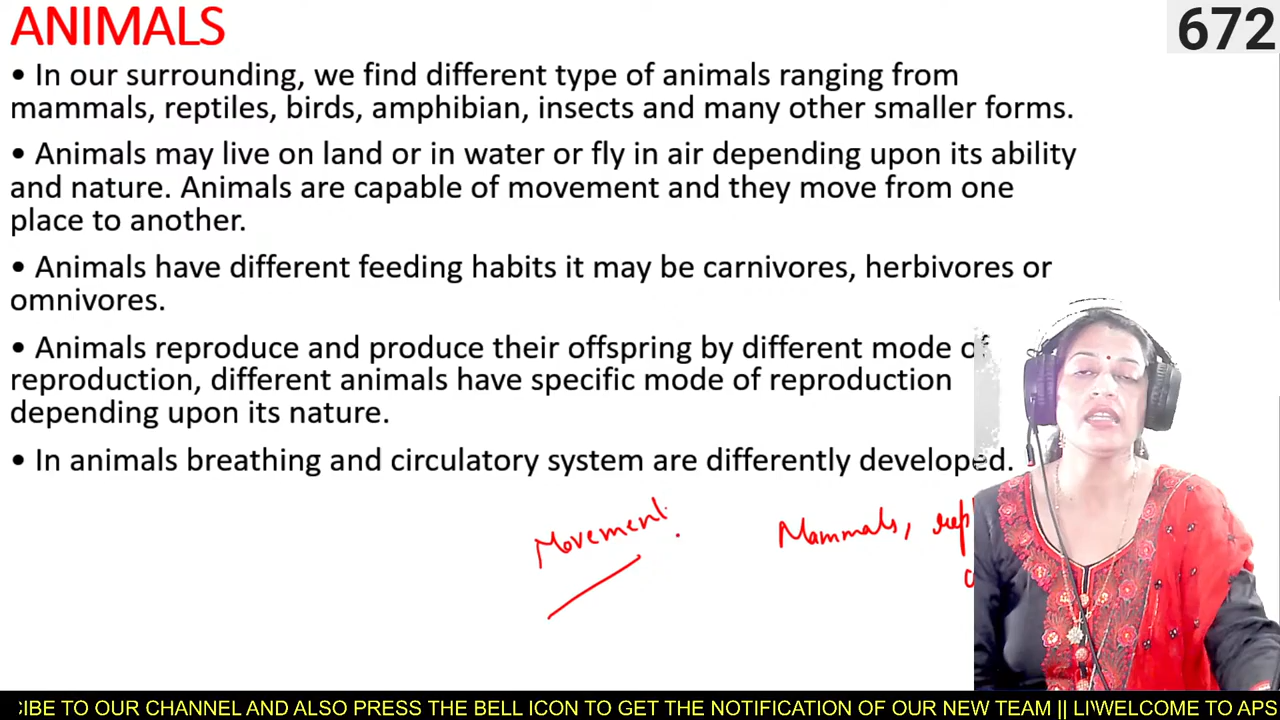 ANIMALS
672
• In our surrounding, we find different type of animals ranging from
mammals, reptiles, birds, amphibian, insects and many other smaller forms.
• Animals may live on land or in water or fly in air depending upon its ability
and nature. Animals are capable of movement and they move from one
place to another.
• Animals have different feeding habits it may be carnivores, herbivores or
omnivores.
• Animals reproduce and produce their offspring by different mode of
reproduction, different animals have specific mode of reproduction
depending upon its nature.
• In animals breathing and circulatory system are differently developed.
Movement.
Mammals, rep
CIBE TO OUR CHANNEL AND ALSO PRESS THE BELL ICON TO GET THE NOTIFICATION OF OUR NEW TEAM || LI'WELCOME TO APS